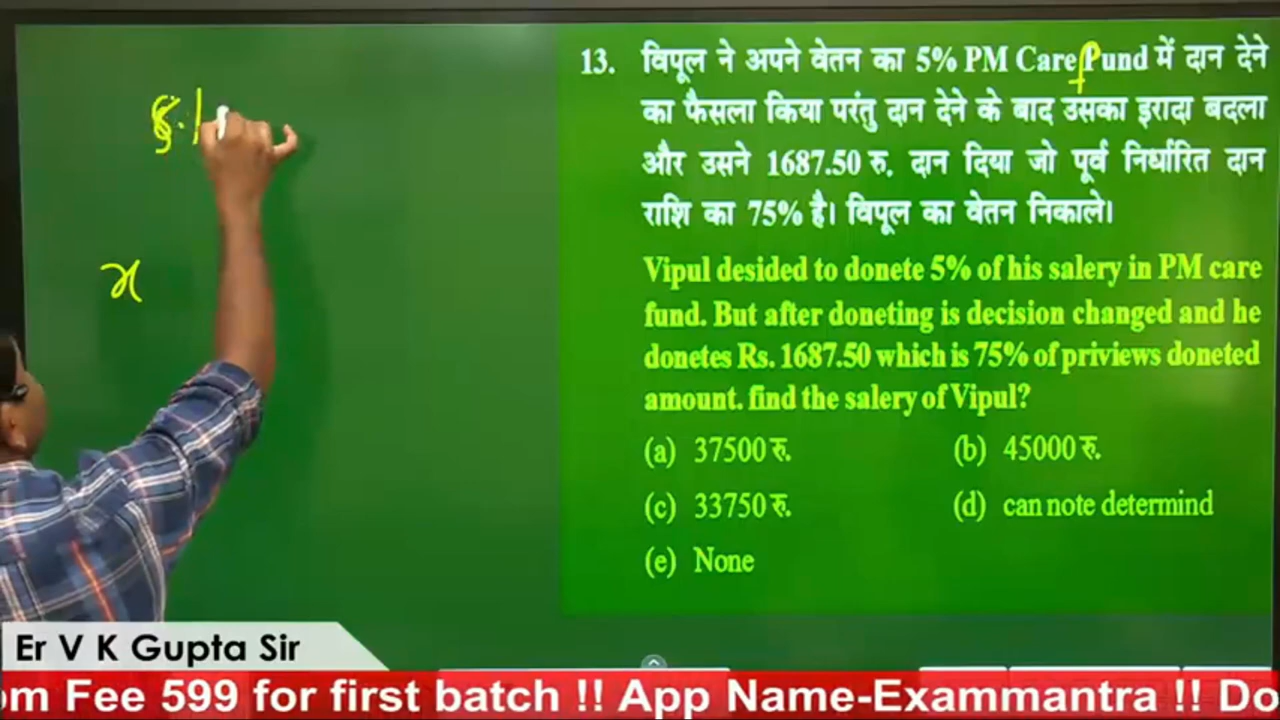 13. विपूल ने अपने वेतन का 5% PM Care Pund में दान देने
का फैसला किया परंतु दान देने के बाद उसका इरादा बदला
और उसने 1687.50 रु. दान दिया जो पूर्व निर्धारित दान
राशि का 75% है। विपूल का वेतन निकाले।
Vipul desided to donete 5% of his salery in PM care
fund. But after doneting is decision changed and he
donetes Rs. 1687.50 which is 75% of priviews doneted
amount. find the salery of Vipul?
(a) 37500 रु. (b) 45000 रु.
(c) 33750 रु. (d) can note determind
(e) None
x
Er V K Gupta Sir
om Fee 599 for first batch !! App Name-Exammantra !! Do